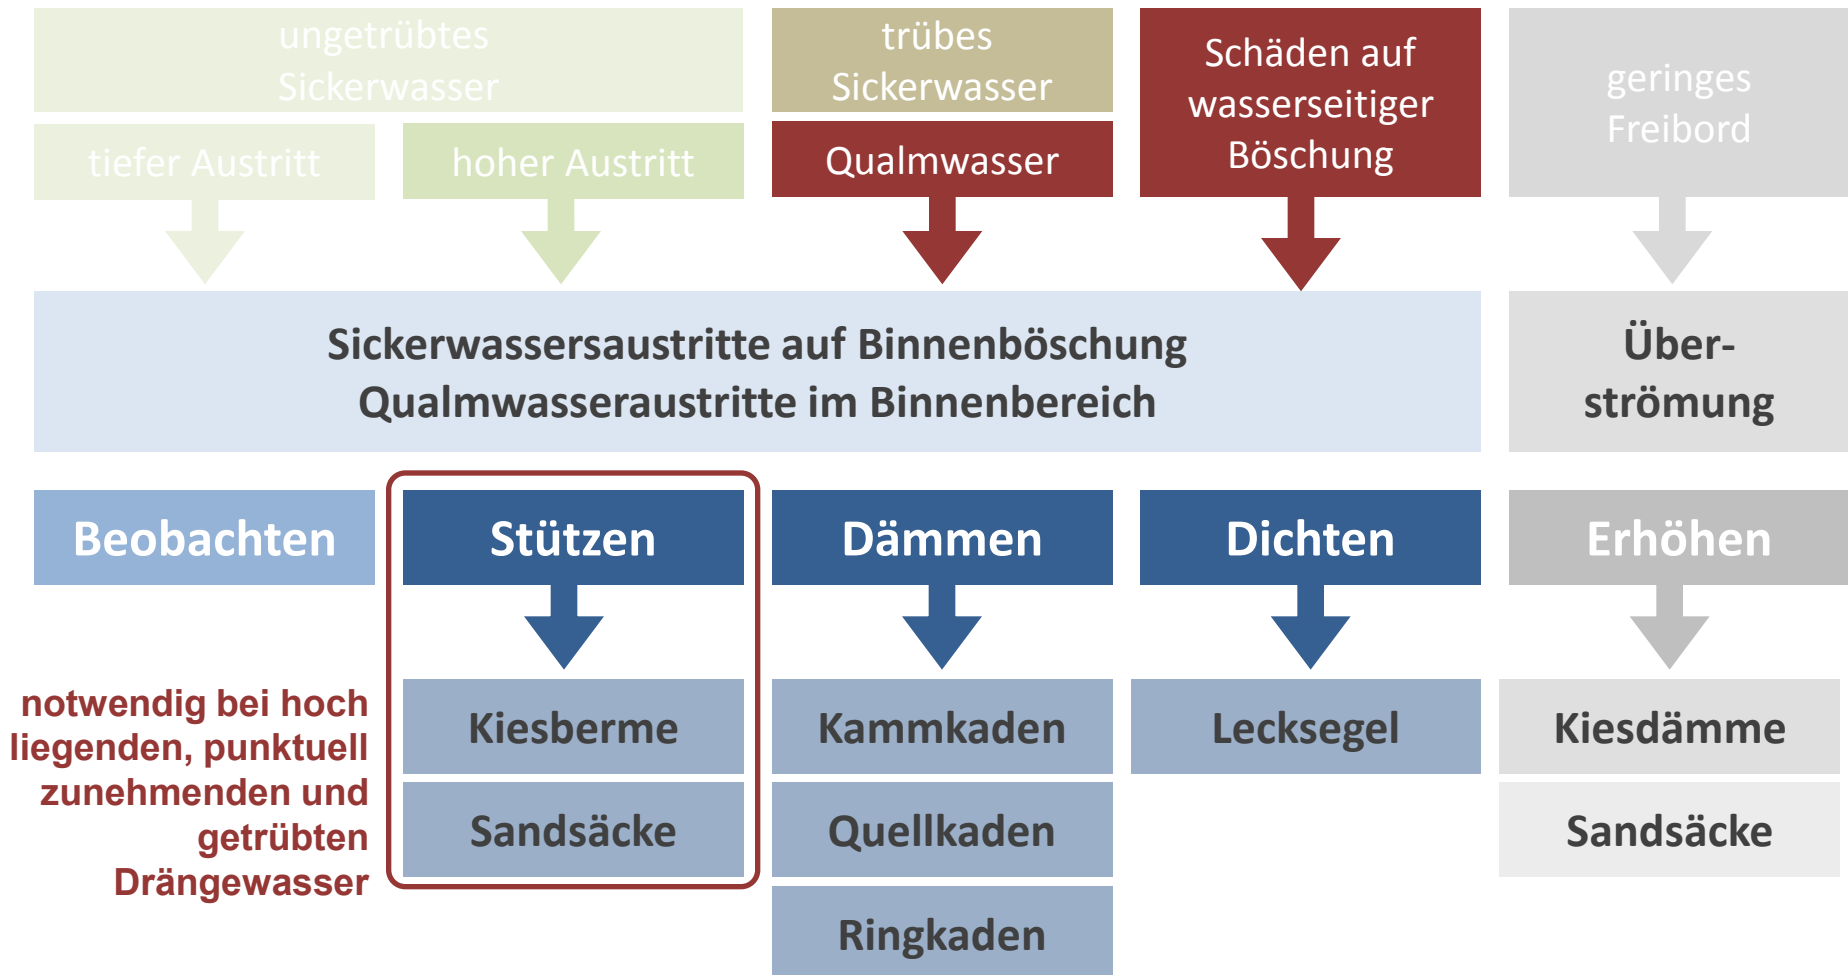 ungetrübtes
Sickerwasser
trübes
Sickerwasser
Schäden auf
wasserseitiger
Böschung
geringes
Freibord
tiefer Austritt
hoher Austritt
Qualmwasser
Sickerwassersaustritte auf Binnenböschung
Qualmwasseraustritte im Binnenbereich
Über-
strömung
Beobachten
Stützen
Dämmen
Dichten
Erhöhen
notwendig bei hoch
liegenden, punktuell
zunehmenden und
getrübten
Drängewasser
Kiesberme
Kammkaden
Lecksegel
Kiesdämme
Sandsäcke
Quellkaden
Sandsäcke
Ringkaden